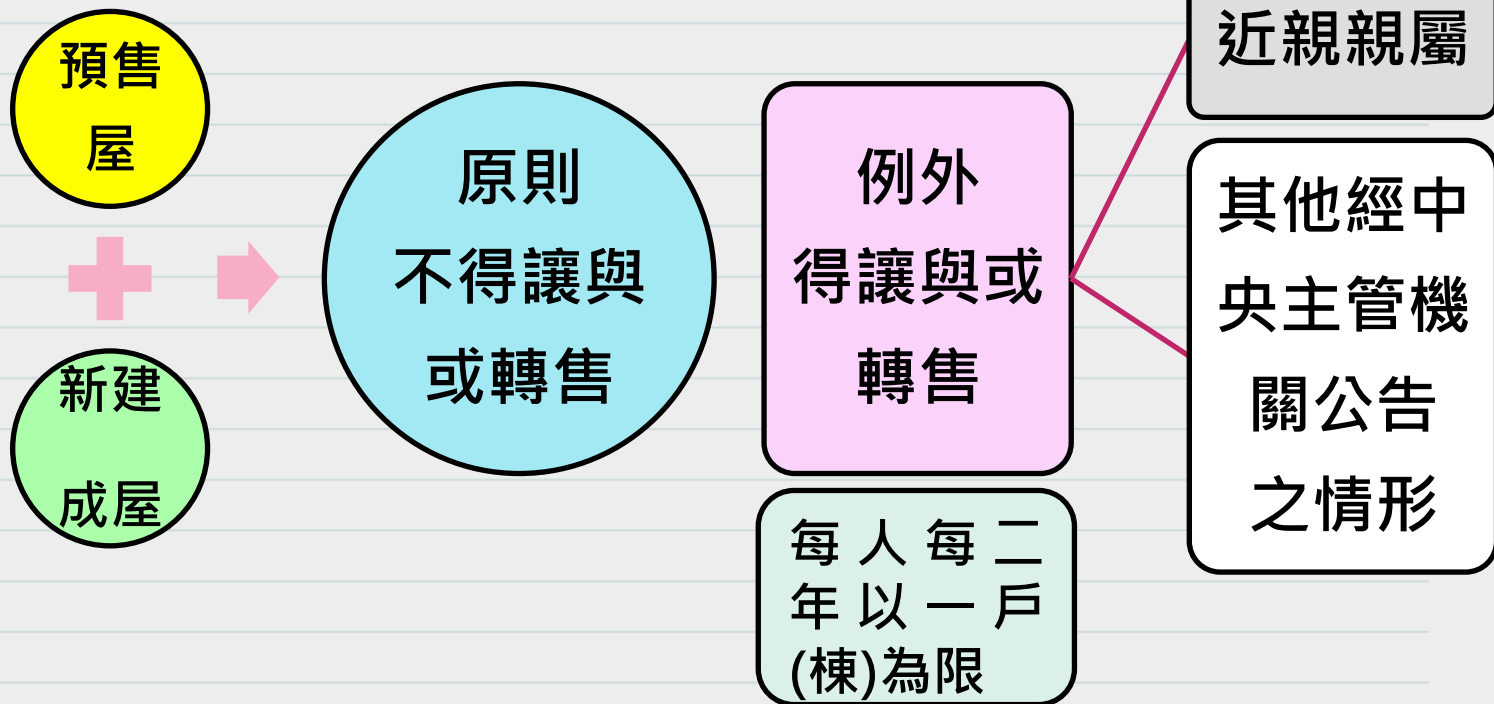 預售
屋
新建
成屋
原則
不得讓與
或轉售
例外
得讓與或
轉售
每人每二
年以一戶
(棟)為限
近親親屬
其他經中
央主管機
關公告
之情形